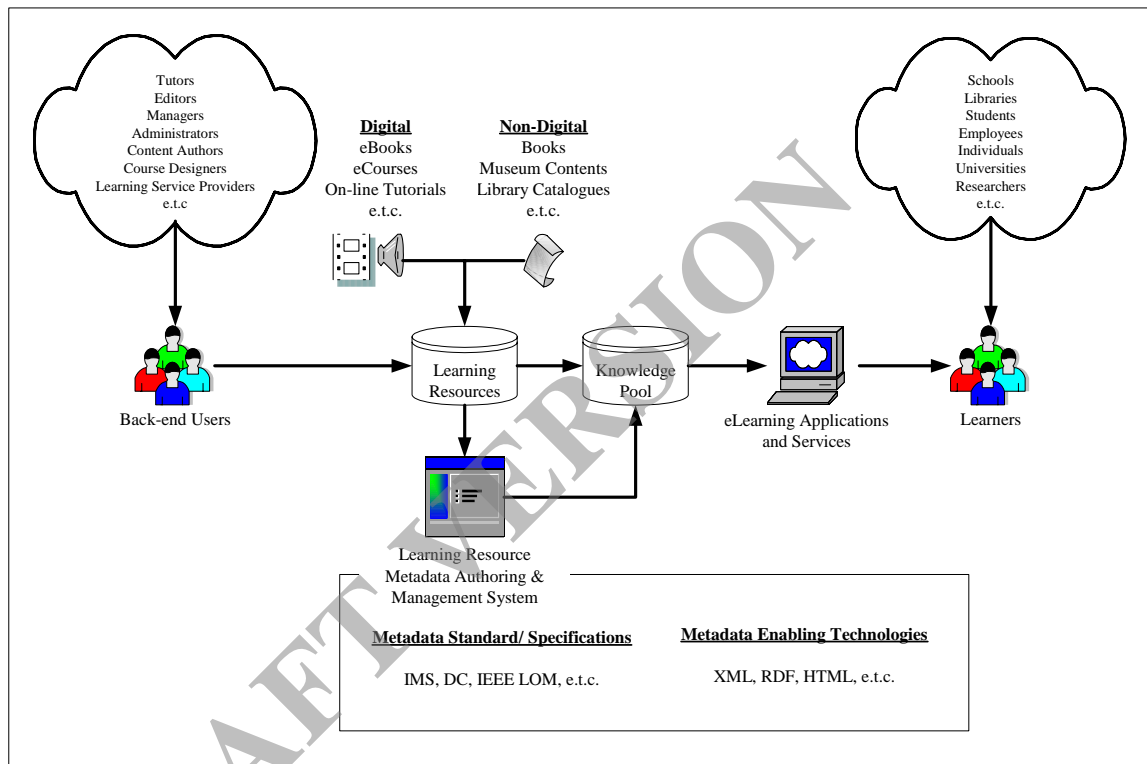 Tutors
Editors
Managers
Administrators
Content Authors
Course Designers
Learning Service Providers
e.t.c
Digital
eBooks
eCourses
On-line Tutorials
e.t.c.
Non-Digital
Books
Museum Contents
Library Catalogues
e.t.c.
Schools
Libraries
Students
Employees
Individuals
Universities
Researchers
e.t.c.
Back-end Users
Learning
Resources
Knowledge
Pool
eLearning Applications
and Services
Learners
Learning Resource
Metadata Authoring &
Management System
Metadata Standard/ Specifications
IMS, DC, IEEE LOM, e.t.c.
Metadata Enabling Technologies
XML, RDF, HTML, e.t.c.
AFT VERSION